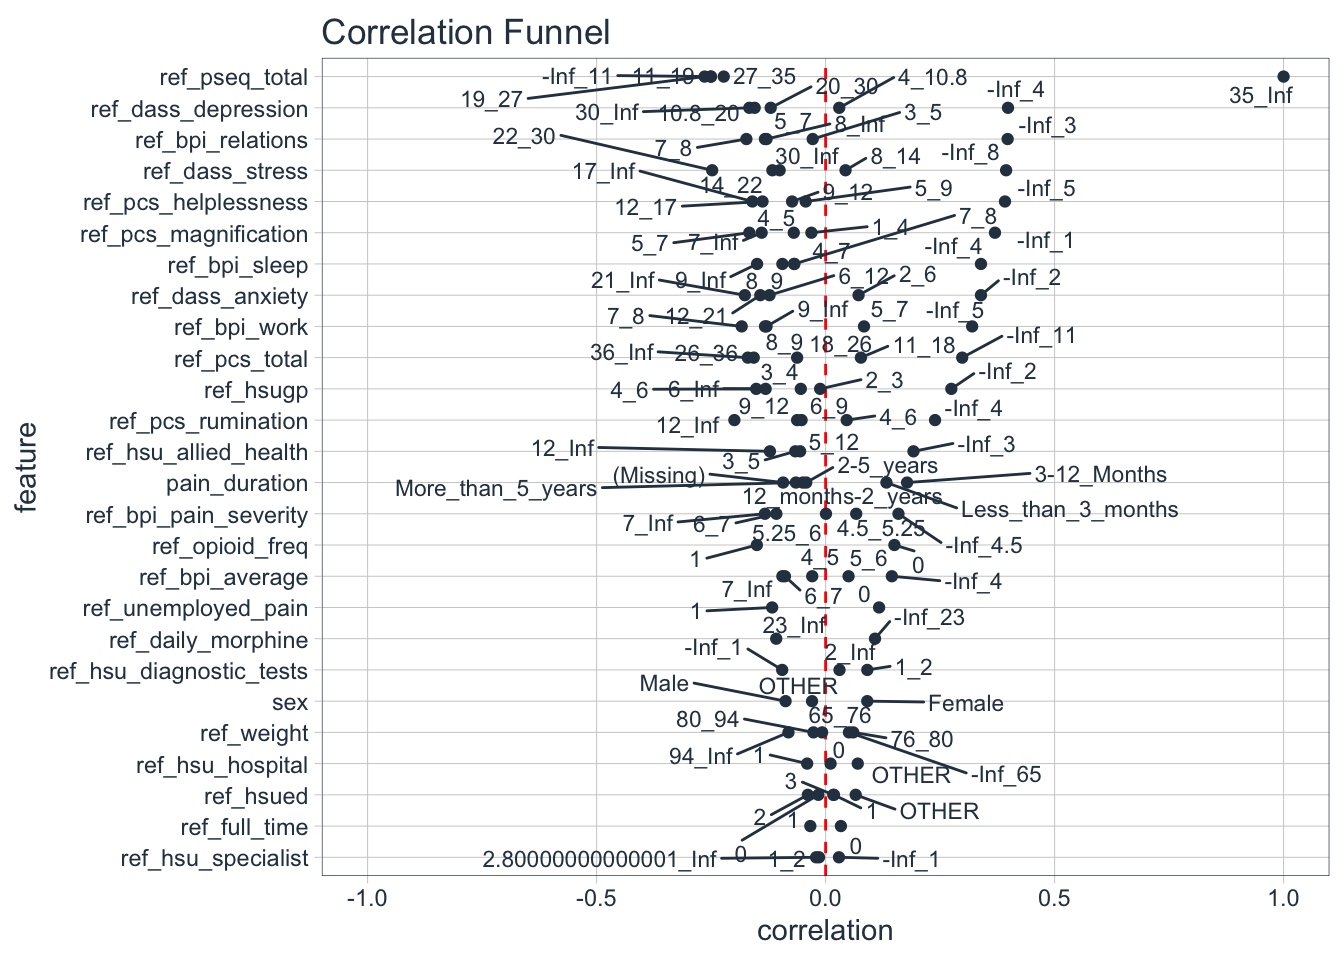 Correlation Funnel
ref_pseq_total
-Inf_11 11_19 27_35
19_27
35_Inf
ref_dass_depression
30_Inf 10.8_20 20_30 4_10.8 -Inf_4
ref_bpi_relations
7_8 5_7 8_Inf 3_5 -Inf_3
ref_dass_stress
22_30 14_22 30_Inf 8_14 -Inf_8
ref_pcs_helplessness
17_Inf 12_17 9_12 5_9 -Inf_5
ref_pcs_magnification
5_7 7_Inf 4_5 1_4 -Inf_1
ref_bpi_sleep
9_Inf 4_7 7_8 -Inf_4
ref_dass_anxiety
21_Inf 12_21 6_12 2_6 -Inf_2
ref_bpi_work
7_8 8_9 9_Inf 5_7 -Inf_5
ref_pcs_total
36_Inf 26_36 18_26 11_18 -Inf_11
ref_hsugp
4_6 6_Inf 3_4 2_3 -Inf_2
ref_pcs_rumination
12_Inf 9_12 6_9 4_6 -Inf_4
8_9
ref_hsu_allied_health
12_Inf 3_5 5_12 -Inf_3
pain_duration
More_than_5_years (Missing) 12_months-2_years 2-5_years Less_than_3_months 3-12_Months
ref_bpi_pain_severity
7_Inf 6_7 5.25_6 4.5_5.25 -Inf_4.5
ref_opioid_freq
1 0
ref_bpi_average
7_Inf 6_7 4_5 5_6 -Inf_4
ref_unemployed_pain
1 0
ref_daily_morphine
23_Inf -Inf_23
ref_hsu_diagnostic_tests
-Inf_1 2_Inf 1_2
sex
Male OTHER Female
ref_weight
94_Inf 80_94 65_76 76_80 -Inf_65
ref_hsu_hospital
1 0 OTHER
ref_hsued
2 0 3 1 OTHER
ref_full_time
1 0
ref_hsu_specialist
2.80000000000001_Inf 1_2 -Inf_1
feature
-1.0 -0.5 0.0 0.5 1.0
correlation